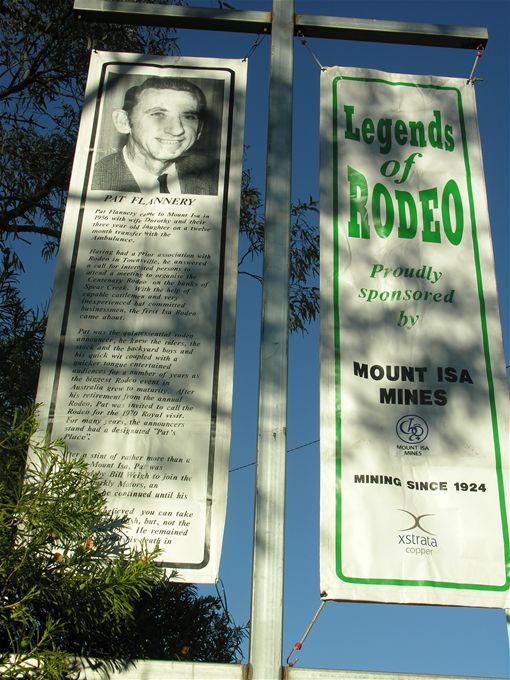 PAT FLANNERY
Pat Flannery came to Mount Isa in
1956 with wife Dorothy and their
three year old daughter on a twelve
month transfer with the
Ambulance.
Having had a prior association with
Rodeo in Townsville, he answered
a call for interested persons to
attend a meeting to organise the
Centenary Rodeo on the banks of
Spear Creek. With the help of
capable cattlemen and very
inexperienced but committed
businessmen, the first Isa Rodeo
came about.
Pat was the quintessential rodeo
announcer, he knew the riders, the
stock and the backyard boys and
his quick wit coupled with a
quicker tongue entertained
audiences for a number of years as
the biggest Rodeo event in
Australia grew to maturity. After
his retirement from the annual
Rodeo, Pat was invited to call the
Rodeo for the 1970 Royal visit.
For many years, the announcers
stand had a designated "Pat's
Place".
a stint of rather more than a
Mount Isa, Pat was
by Bill Weigh to join the
Motors, an
he continued until his
believed you can take
but, not the
He remained
death in
Legends
of
RODEO
Proudly
sponsored
by
MOUNT ISA
MINES
MOUNT ISA
MINES
MINING SINCE 1924
xstrata
copper